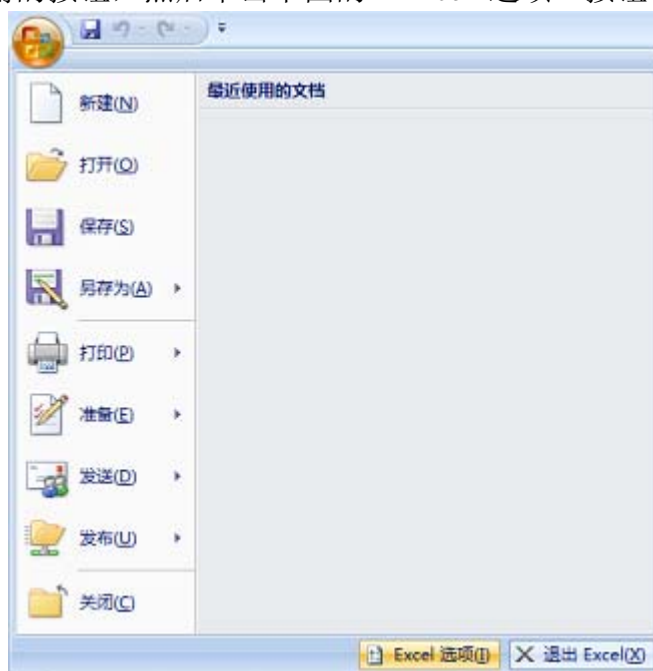 最近使用的文档
新建(N)
打开(O)
保存(S)
另存为(A)
打印(P)
准备(E)
发送(D)
发布(U)
关闭(C)
Excel 选项(I) 退出 Excel(X)